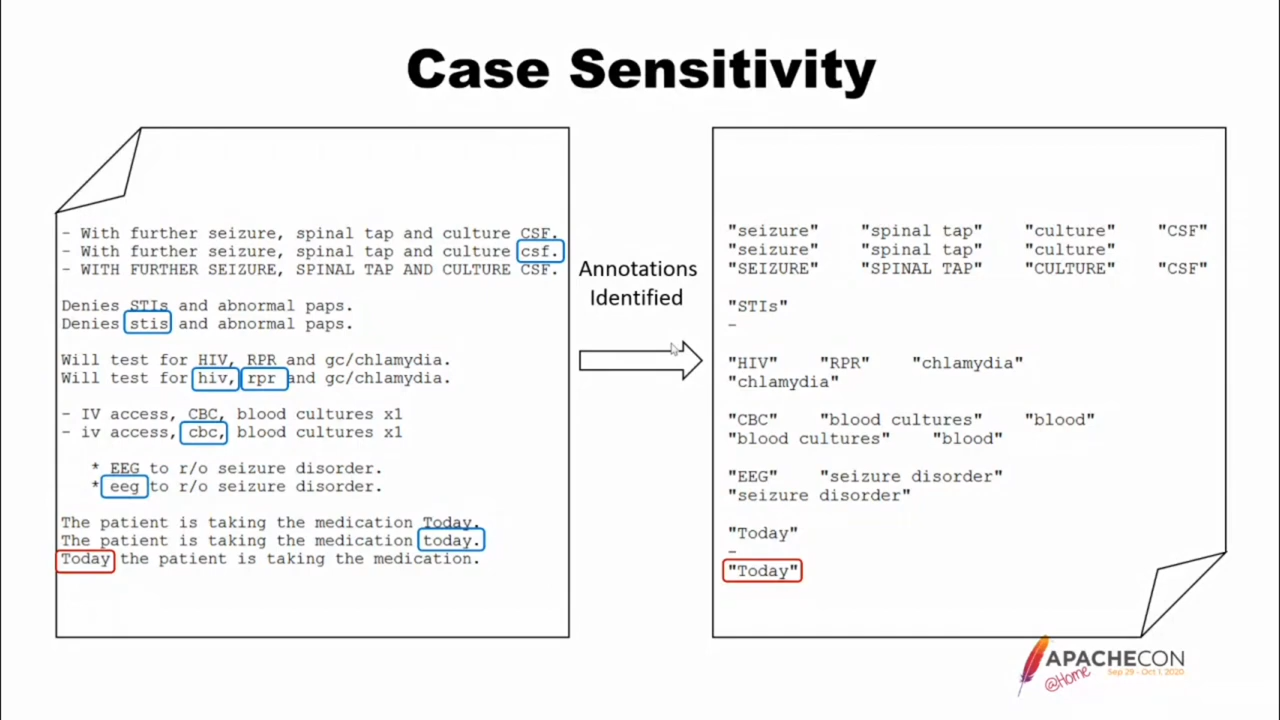 Case Sensitivity
- With further seizure, spinal tap and culture CSF.
- With further seizure, spinal tap and culture csf.
- WITH FURTHER SEIZURE, SPINAL TAP AND CULTURE CSF.
Denies STIs and abnormal paps.
Denies stis and abnormal paps.
Will test for HIV, RPR and gc/chlamydia.
Will test for hiv, rpr and gc/chlamydia.
- IV access, CBC, blood cultures x1
- iv access, cbc, blood cultures x1
* EEG to r/o seizure disorder.
* eeg to r/o seizure disorder.
The patient is taking the medication Today.
The patient is taking the medication today.
Today the patient is taking the medication.
Annotations
Identified
"seizure" "spinal tap" "culture" "CSF"
"seizure" "spinal tap" "culture"
"SEIZURE" "SPINAL TAP" "CULTURE" "CSF"
"STIs"
-
"HIV" "RPR" "chlamydia"
"chlamydia"
"CBC" "blood cultures" "blood"
"blood cultures" "blood"
"EEG" "seizure disorder"
"seizure disorder"
"Today"
-
"Today"
APACHECON
@Home
Sep 29 - Oct 1, 2020